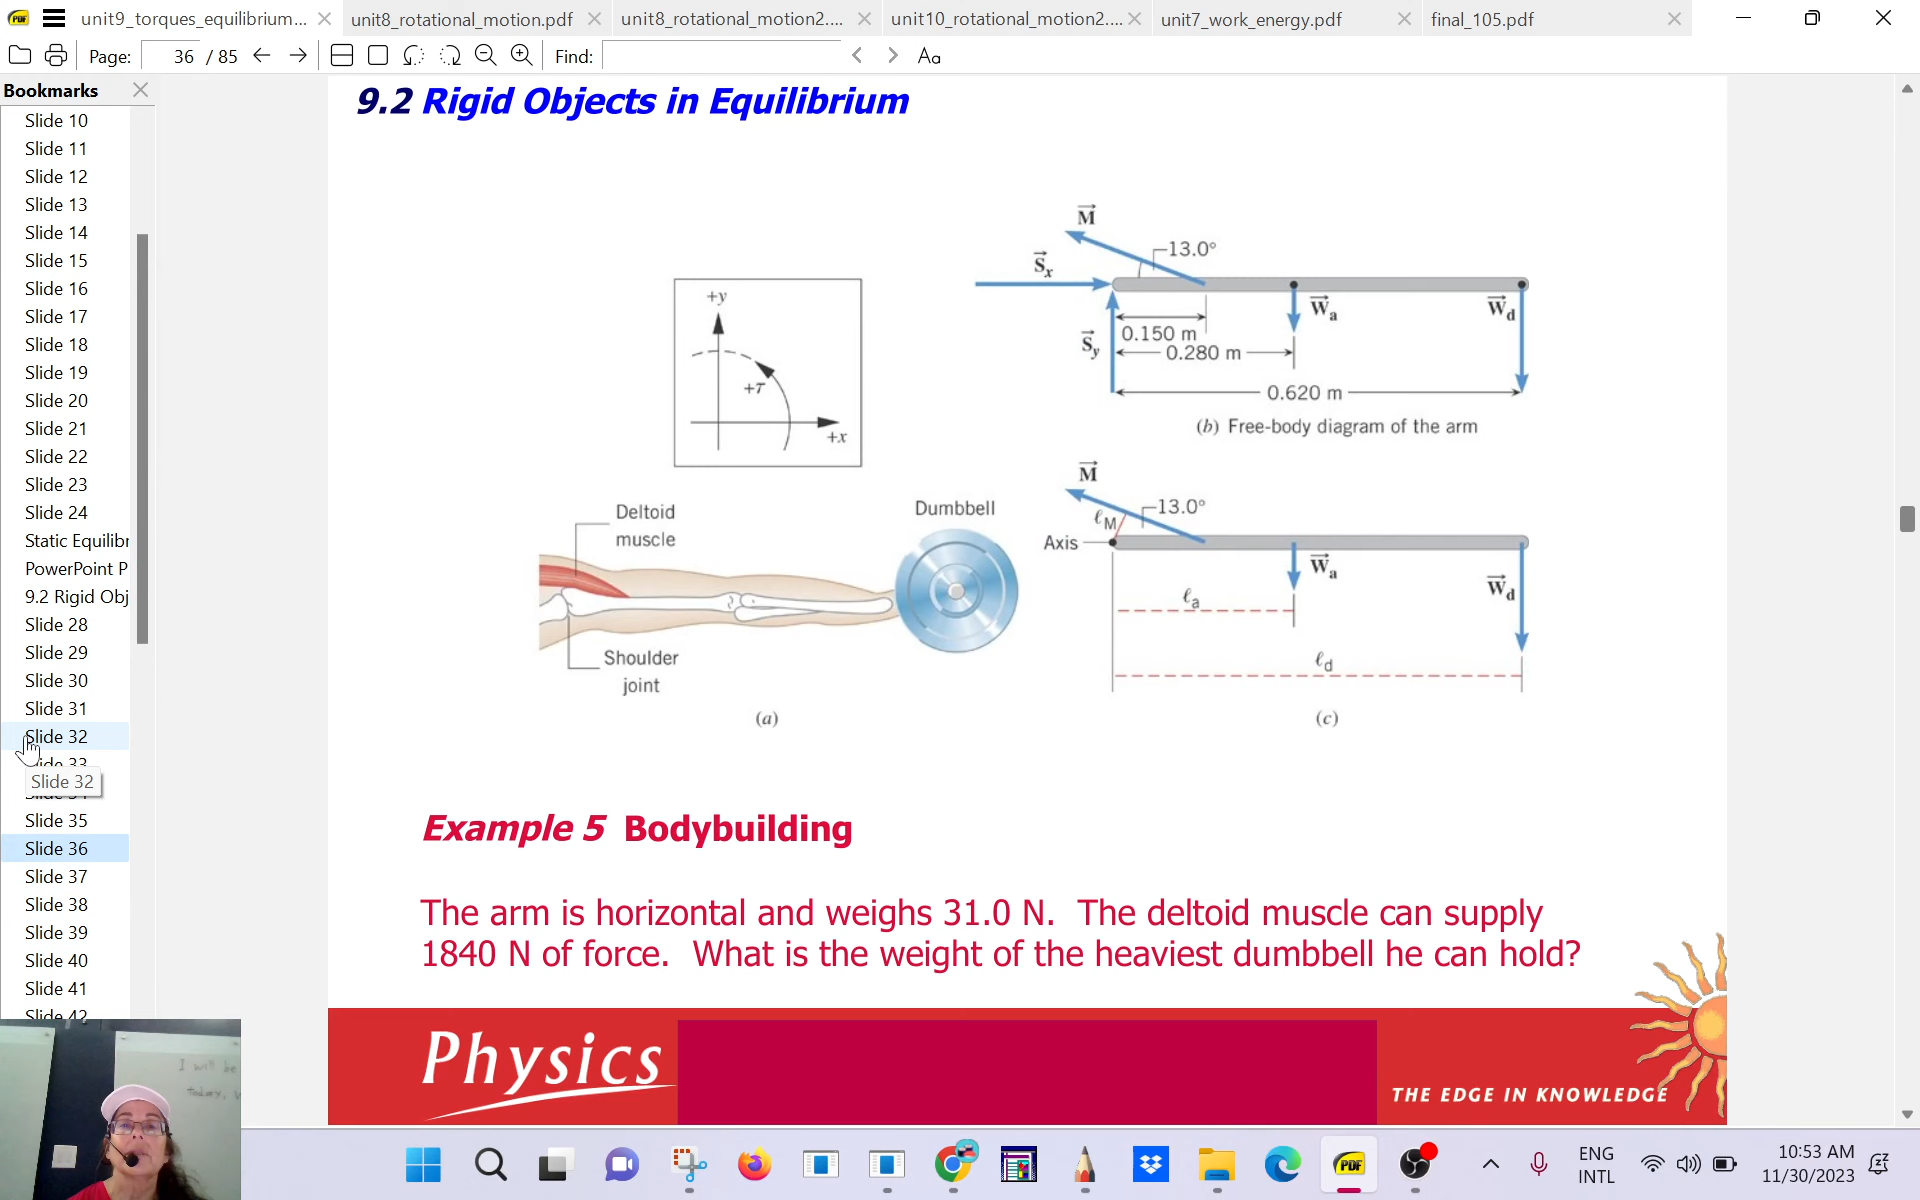 unit9_torques_equilibrium...
unit8_rotational_motion.pdf
unit8_rotational_motion2....
unit10_rotational_motion2....
unit7_work_energy.pdf
final_105.pdf
Page: 36 / 85
Find:
Aa
Bookmarks
Slide 10
Slide 11
Slide 12
Slide 13
Slide 14
Slide 15
Slide 16
Slide 17
Slide 18
Slide 19
Slide 20
Slide 21
Slide 22
Slide 23
Slide 24
Static Equilibr
PowerPoint P
9.2 Rigid Obj
Slide 28
Slide 29
Slide 30
Slide 31
Slide 32
Slide 32
Slide 35
Slide 36
Slide 37
Slide 38
Slide 39
Slide 40
Slide 41
Slide 42
9.2 Rigid Objects in Equilibrium
+y
+τ
+x
M
13.0°
Sx
Sy
Wa
Wd
0.150 m
0.280 m
0.620 m
(b) Free-body diagram of the arm
Deltoid
muscle
Dumbbell
Shoulder
joint
(a)
M
13.0°
ℓM
Axis
Wa
Wd
ℓa
ℓd
(c)
Example 5 Bodybuilding
The arm is horizontal and weighs 31.0 N. The deltoid muscle can supply
1840 N of force. What is the weight of the heaviest dumbbell he can hold?
Physics
THE EDGE IN KNOWLEDGE
I will be
today,
PDF
ENG
INTL
10:53 AM
11/30/2023